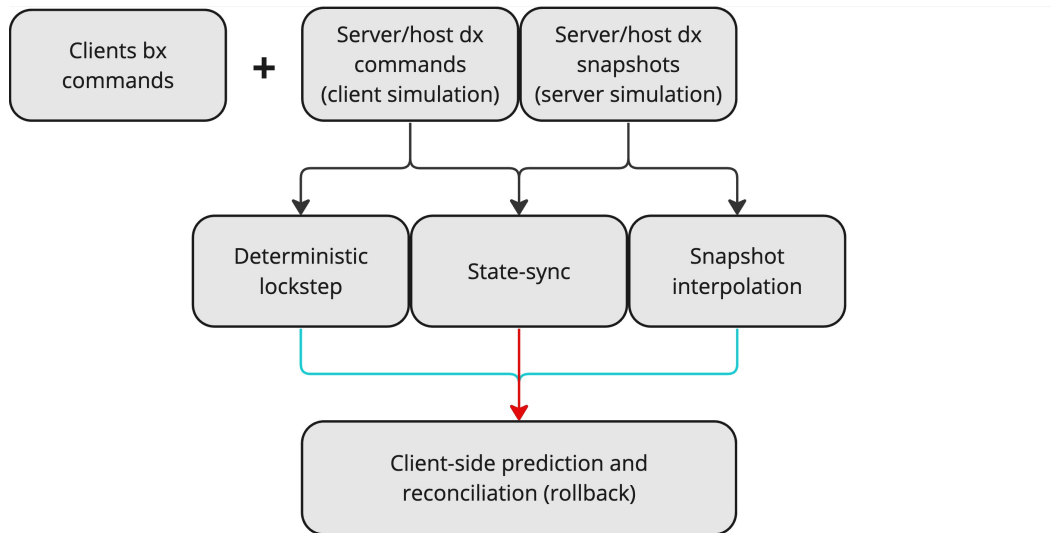 Clients bx
commands
+
Server/host dx
commands
(client simulation)
Server/host dx
snapshots
(server simulation)
Deterministic
lockstep
State-sync
Snapshot
interpolation
Client-side prediction and
reconciliation (rollback)